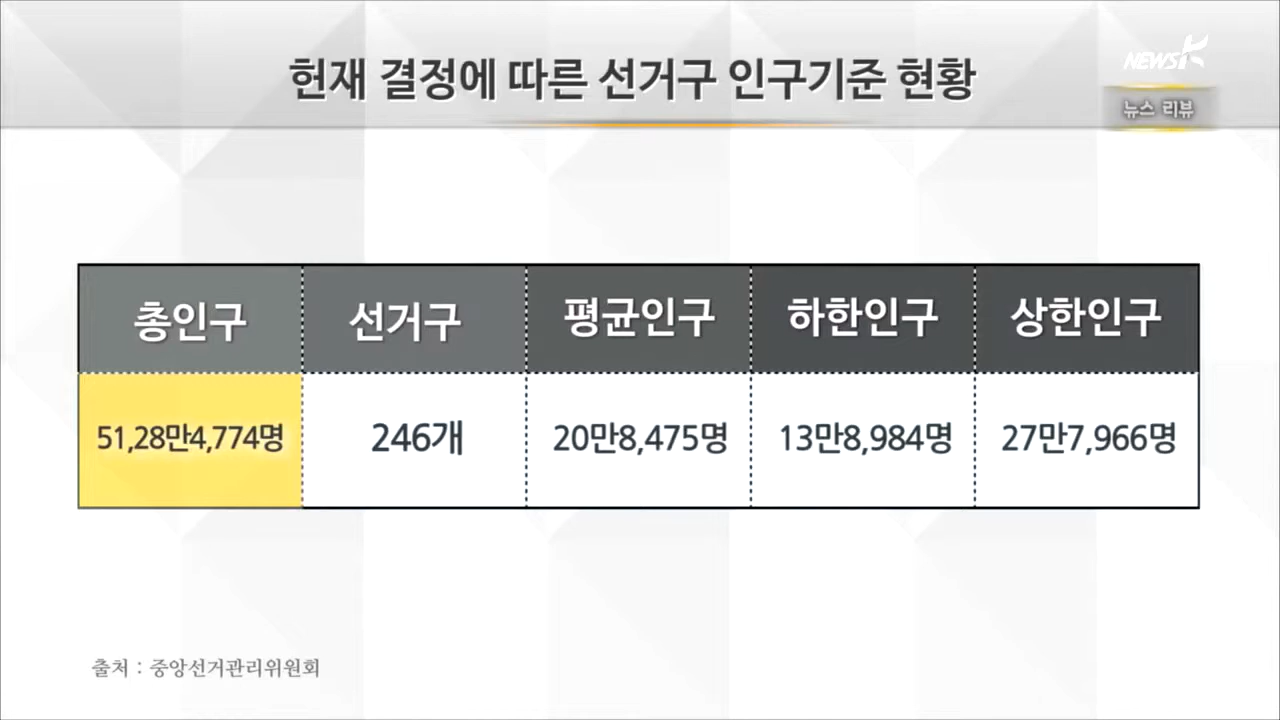 헌재 결정에 따른 선거구 인구기준 현황
NEWSK
뉴스 리뷰
총인구 선거구 평균인구 하한인구 상한인구
51,28만4,774명 246개 20만8,475명 13만8,984명 27만7,966명
출처 : 중앙선거관리위원회